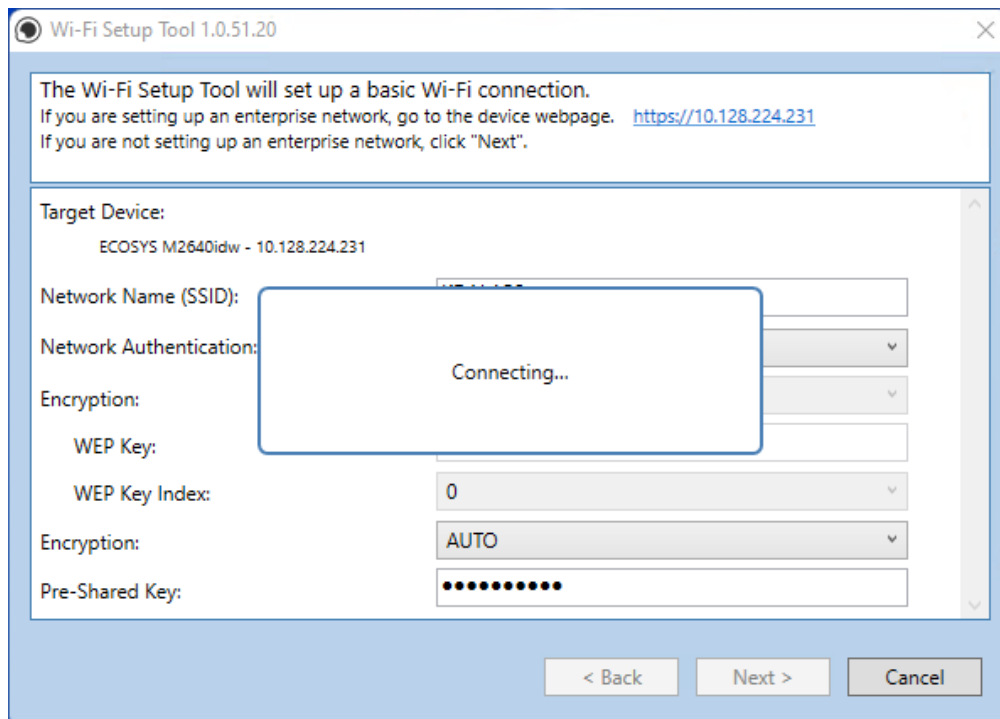 Wi-Fi Setup Tool 1.0.51.20
The Wi-Fi Setup Tool will set up a basic Wi-Fi connection.
If you are setting up an enterprise network, go to the device webpage. https://10.128.224.231
If you are not setting up an enterprise network, click "Next".
Target Device:
ECOSYS M2640idw - 10.128.224.231
Network Name (SSID):
Network Authentication:
Connecting...
Encryption:
WEP Key:
WEP Key Index: 0
Encryption: AUTO
Pre-Shared Key: ●●●●●●●●●●
< Back Next > Cancel